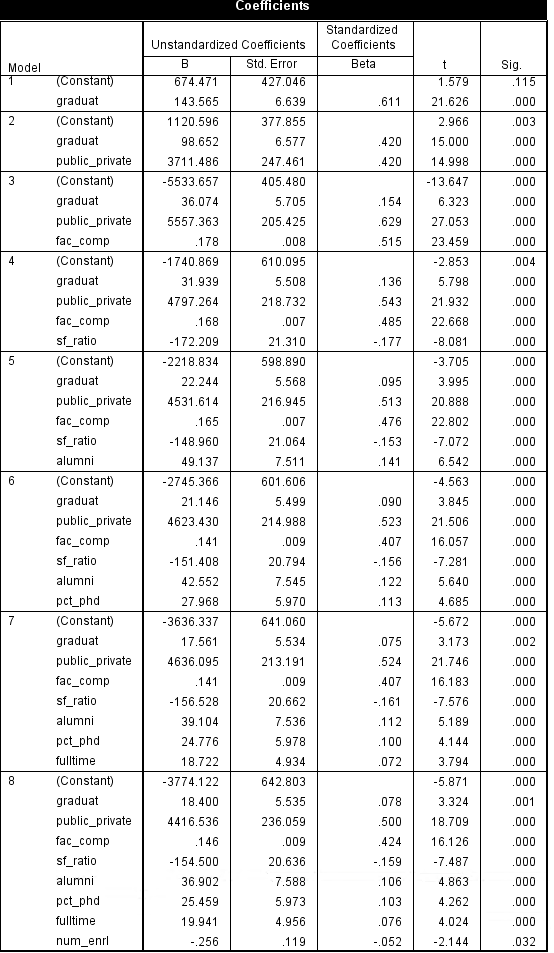 Coefficients
Model Unstandardized Coefficients Standardized Coefficients t Sig.
B Std. Error Beta
1 (Constant) 674.471 427.046 1.579 .115
graduat 143.565 6.639 .611 21.626 .000
2 (Constant) 1120.596 377.855 2.966 .003
graduat 98.652 6.577 .420 15.000 .000
public_private 3711.486 247.461 .420 14.998 .000
3 (Constant) -5533.657 405.480 -13.647 .000
graduat 36.074 5.705 .154 6.323 .000
public_private 5557.363 205.425 .629 27.053 .000
fac_comp .178 .008 .515 23.459 .000
4 (Constant) -1740.869 610.095 -2.853 .004
graduat 31.939 5.508 .136 5.798 .000
public_private 4797.264 218.732 .543 21.932 .000
fac_comp .168 .007 .485 22.668 .000
sf_ratio -172.209 21.310 -.177 -8.081 .000
5 (Constant) -2218.834 598.890 -3.705 .000
graduat 22.244 5.568 .095 3.995 .000
public_private 4531.614 216.945 .513 20.888 .000
fac_comp .165 .007 .476 22.802 .000
sf_ratio -148.960 21.064 -.153 -7.072 .000
alumni 49.137 7.511 .141 6.542 .000
6 (Constant) -2745.366 601.606 -4.563 .000
graduat 21.146 5.499 .090 3.845 .000
public_private 4623.430 214.988 .523 21.506 .000
fac_comp .141 .009 .407 16.057 .000
sf_ratio -151.408 20.794 -.156 -7.281 .000
alumni 42.552 7.545 .122 5.640 .000
pct_phd 27.968 5.970 .113 4.685 .000
7 (Constant) -3636.337 641.060 -5.672 .000
graduat 17.561 5.534 .075 3.173 .002
public_private 4636.095 213.191 .524 21.746 .000
fac_comp .141 .009 .407 16.183 .000
sf_ratio -156.528 20.662 -.161 -7.576 .000
alumni 39.104 7.536 .112 5.189 .000
pct_phd 24.776 5.978 .100 4.144 .000
fulltime 18.722 4.934 .072 3.794 .000
8 (Constant) -3774.122 642.803 -5.871 .000
graduat 18.400 5.535 .078 3.324 .001
public_private 4416.536 236.059 .500 18.709 .000
fac_comp .146 .009 .424 16.126 .000
sf_ratio -154.500 20.636 -.159 -7.487 .000
alumni 36.902 7.588 .106 4.863 .000
pct_phd 25.459 5.973 .103 4.262 .000
fulltime 19.941 4.956 .076 4.024 .000
num_enrl -.256 .119 -.052 -2.144 .032